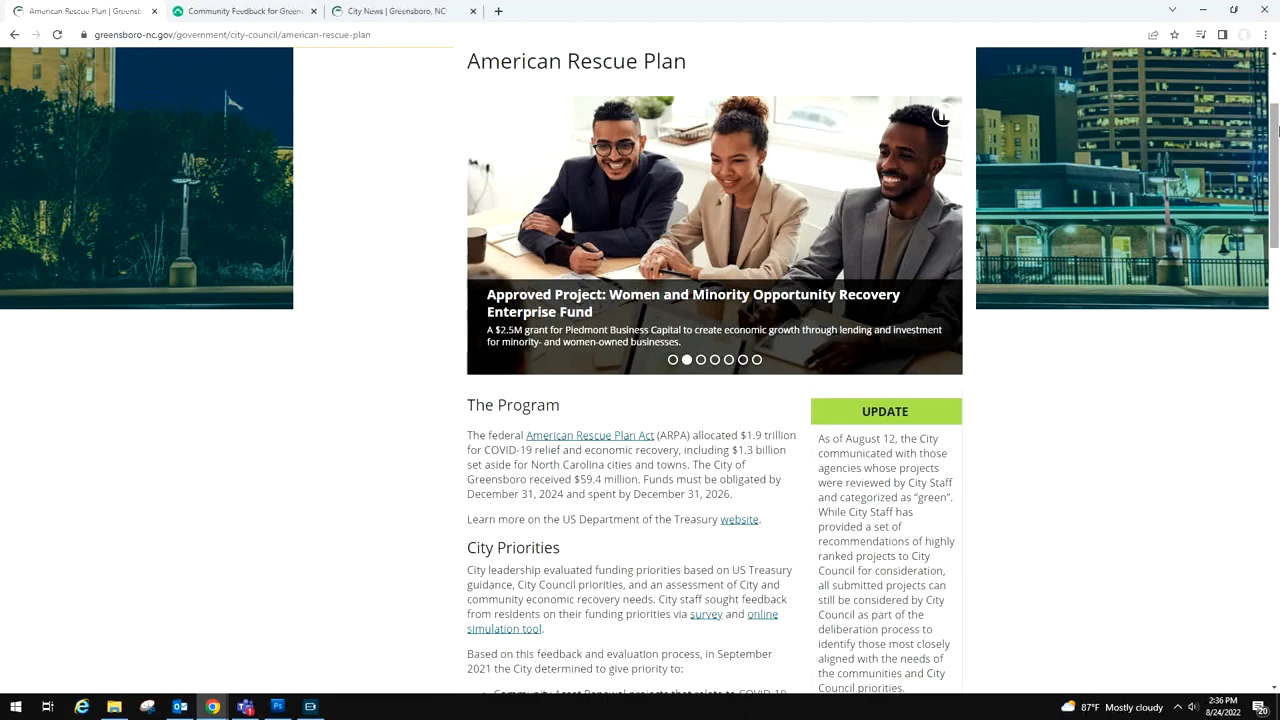 American Rescue Plan | Greensb
Community Feedback for Green
City News | Greensboro, NC
greensboro-nc.gov/government/city-council/american-rescue-plan
American Rescue Plan
Approved Project: Women and Minority Opportunity Recovery
Enterprise Fund
A $2.5M grant for Piedmont Business Capital to create economic growth through lending and investment
for minority- and women-owned businesses.
The Program
The federal American Rescue Plan Act (ARPA) allocated $1.9 trillion
for COVID-19 relief and economic recovery, including $1.3 billion
set aside for North Carolina cities and towns. The City of
Greensboro received $59.4 million. Funds must be obligated by
December 31, 2024 and spent by December 31, 2026.
Learn more on the US Department of the Treasury website.
City Priorities
City leadership evaluated funding priorities based on US Treasury
guidance, City Council priorities, and an assessment of City and
community economic recovery needs. City staff sought feedback
from residents on their funding priorities via survey and online
simulation tool.
Based on this feedback and evaluation process, in September
2021 the City determined to give priority to:
Community Asset Renewal projects that relate to COVID-19
UPDATE
As of August 12, the City
communicated with those
agencies whose projects
were reviewed by City Staff
and categorized as “green”.
While City Staff has
provided a set of
recommendations of highly
ranked projects to City
Council for consideration,
all submitted projects can
still be considered by City
Council as part of the
deliberation process to
identify those most closely
aligned with the needs of
the communities and City
Council priorities.
87°F Mostly cloudy
2:36 PM
8/24/2022
20